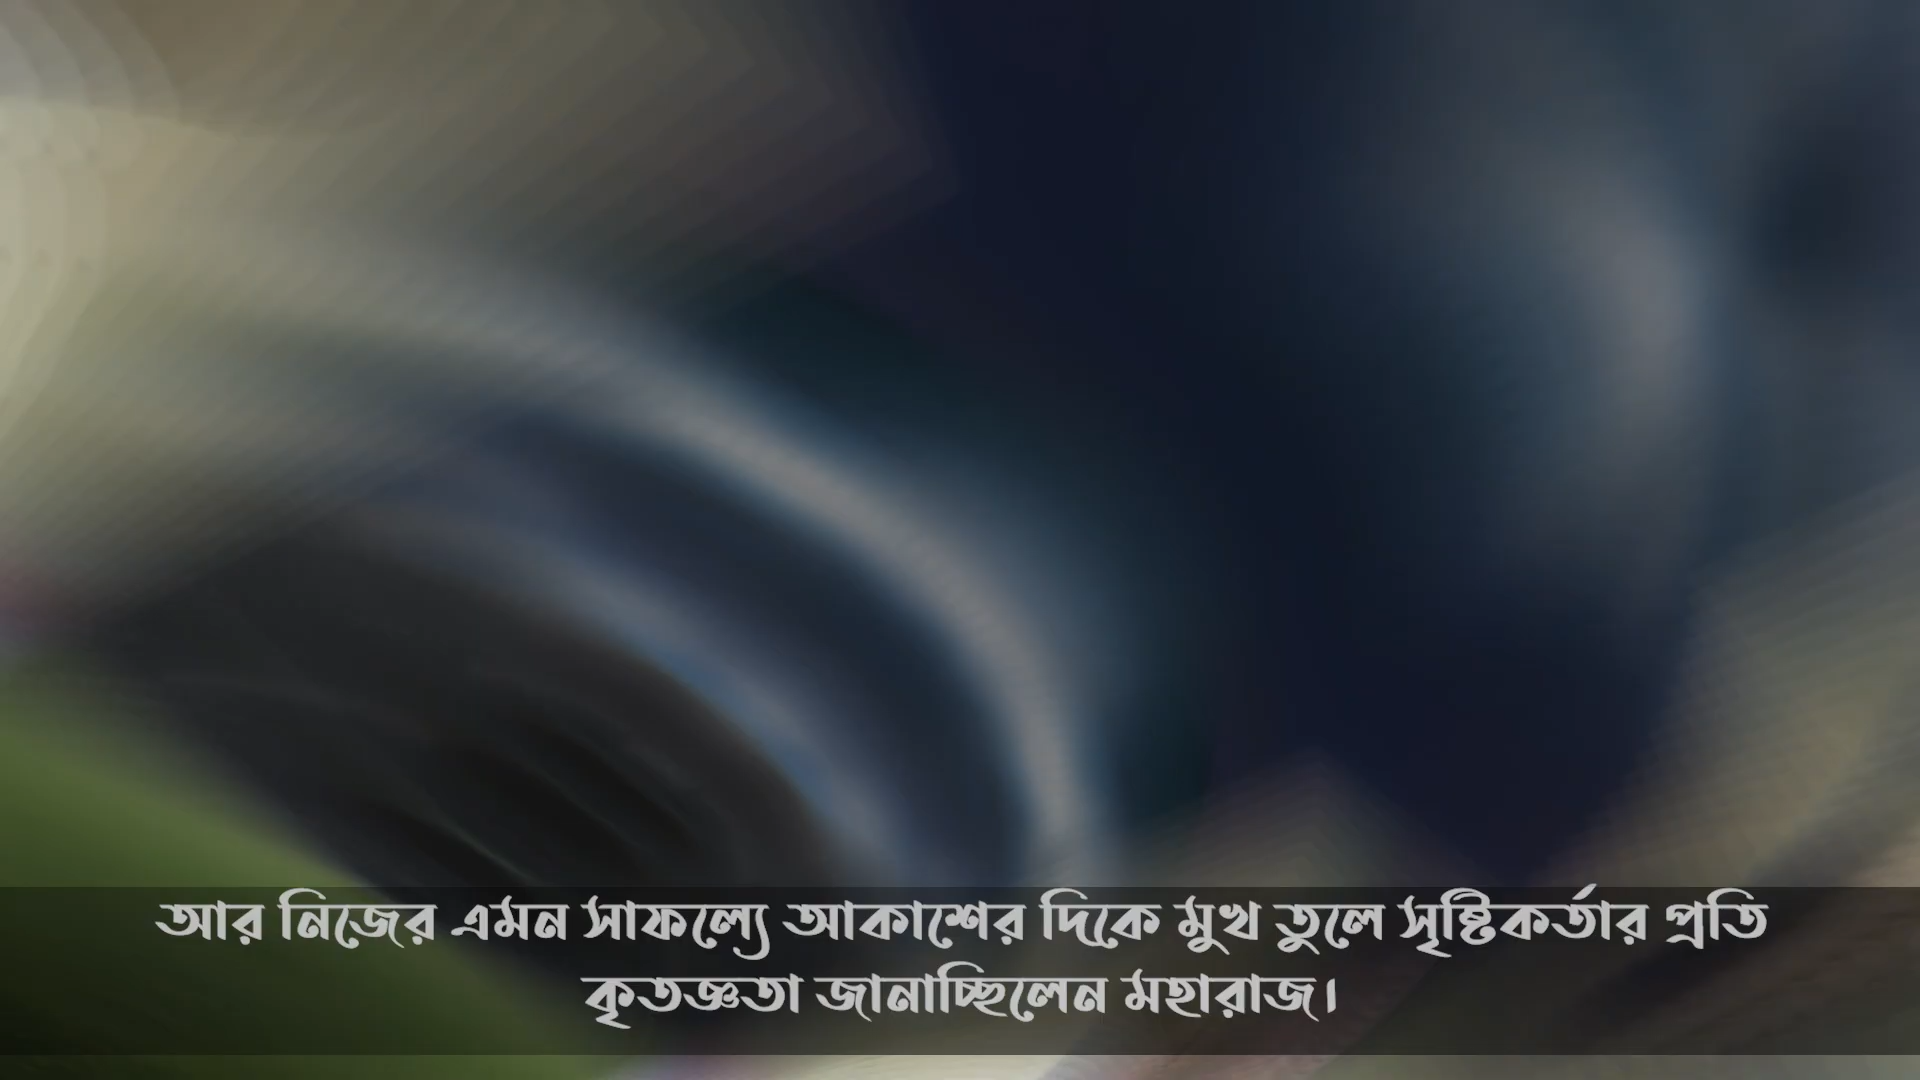 আর নিজের এমন সাফল্যে আকাশের দিকে মুখ তুলে সৃষ্টিকর্তার প্রতি
কৃতজ্ঞতা জানাচ্ছিলেন মহারাজ।